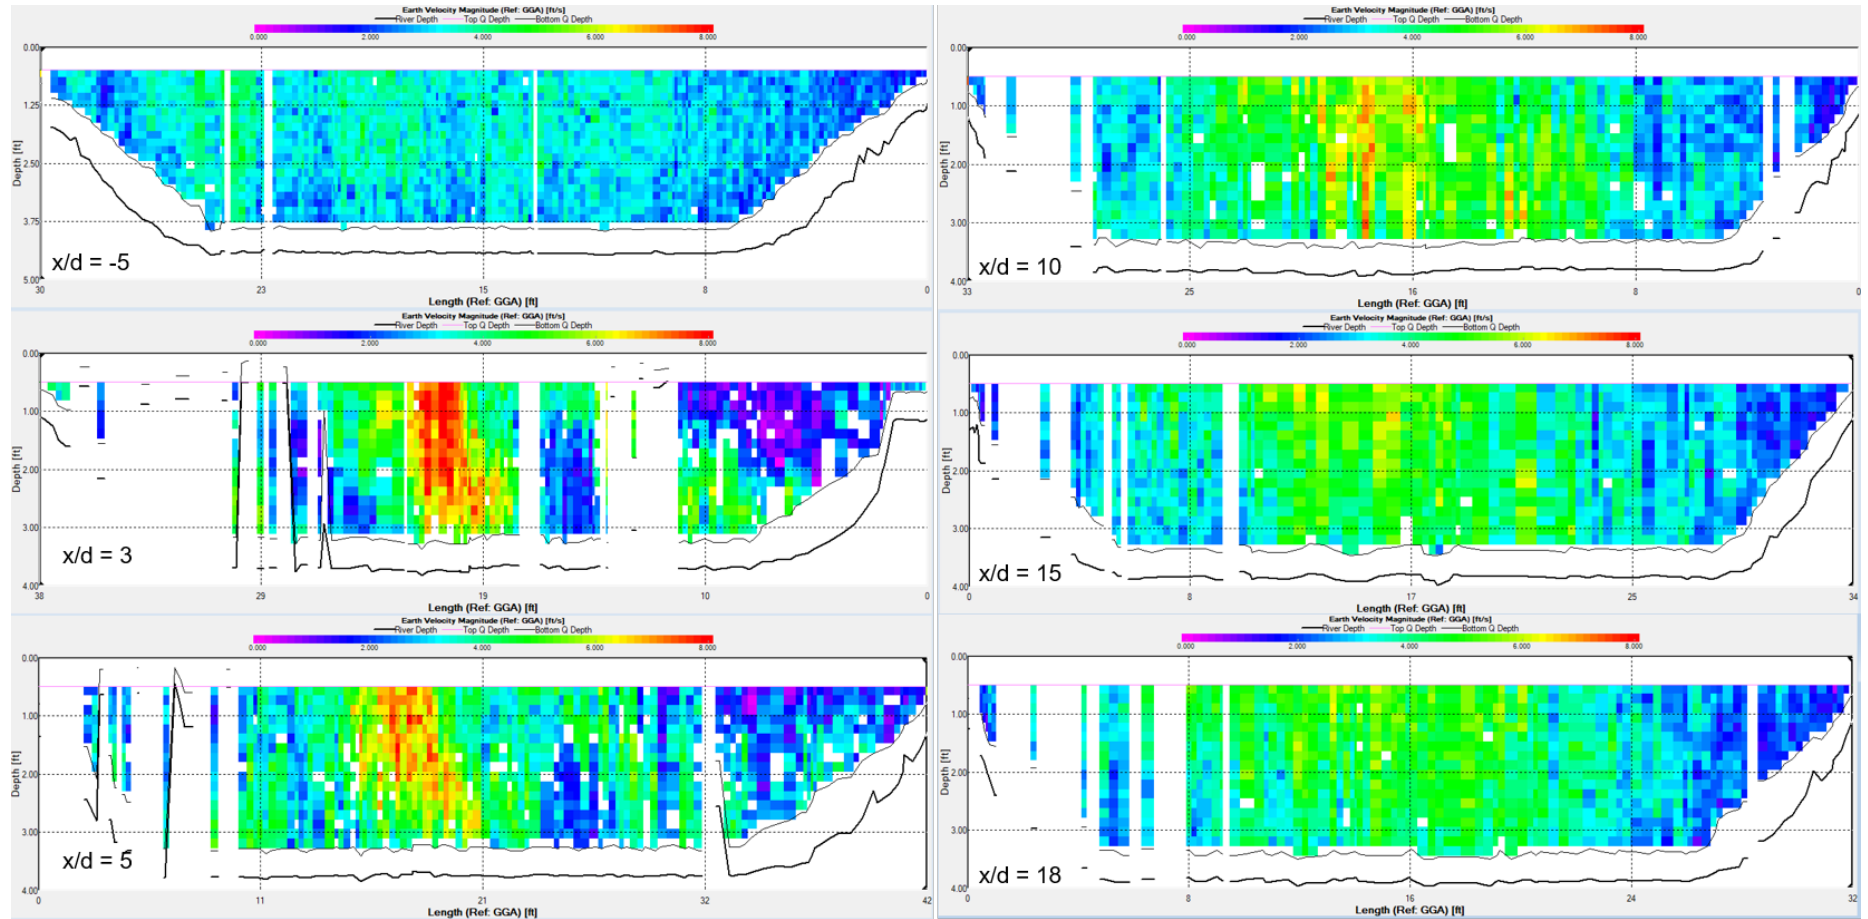 Earth Velocity Magnitude (Ref: GGA) [ft/s]
River Depth Top Q Depth Bottom Q Depth
0.000 2.000 4.000 6.000 8.000
0.00
1.25
2.50
3.75
5.00
Depth [ft]
x/d = -5
30 23 15 8 0
Length (Ref: GGA) [ft]
Earth Velocity Magnitude (Ref: GGA) [ft/s]
River Depth Top Q Depth Bottom Q Depth
0.000 2.000 4.000 6.000 8.000
0.00
1.00
2.00
3.00
4.00
Depth [ft]
x/d = 10
33 25 16 8 0
Length (Ref: GGA) [ft]
Earth Velocity Magnitude (Ref: GGA) [ft/s]
River Depth Top Q Depth Bottom Q Depth
0.000 2.000 4.000 6.000 8.000
0.00
1.00
2.00
3.00
4.00
Depth [ft]
x/d = 3
38 29 19 10 0
Length (Ref: GGA) [ft]
Earth Velocity Magnitude (Ref: GGA) [ft/s]
River Depth Top Q Depth Bottom Q Depth
0.000 2.000 4.000 6.000 8.000
0.00
1.00
2.00
3.00
4.00
Depth [ft]
x/d = 15
0 8 17 25 34
Length (Ref: GGA) [ft]
Earth Velocity Magnitude (Ref: GGA) [ft/s]
River Depth Top Q Depth Bottom Q Depth
0.000 2.000 4.000 6.000 8.000
0.00
1.00
2.00
3.00
4.00
Depth [ft]
x/d = 5
0 11 21 32 42
Length (Ref: GGA) [ft]
Earth Velocity Magnitude (Ref: GGA) [ft/s]
River Depth Top Q Depth Bottom Q Depth
0.000 2.000 4.000 6.000 8.000
0.00
1.00
2.00
3.00
4.00
Depth [ft]
x/d = 18
0 8 16 24 32
Length (Ref: GGA) [ft]